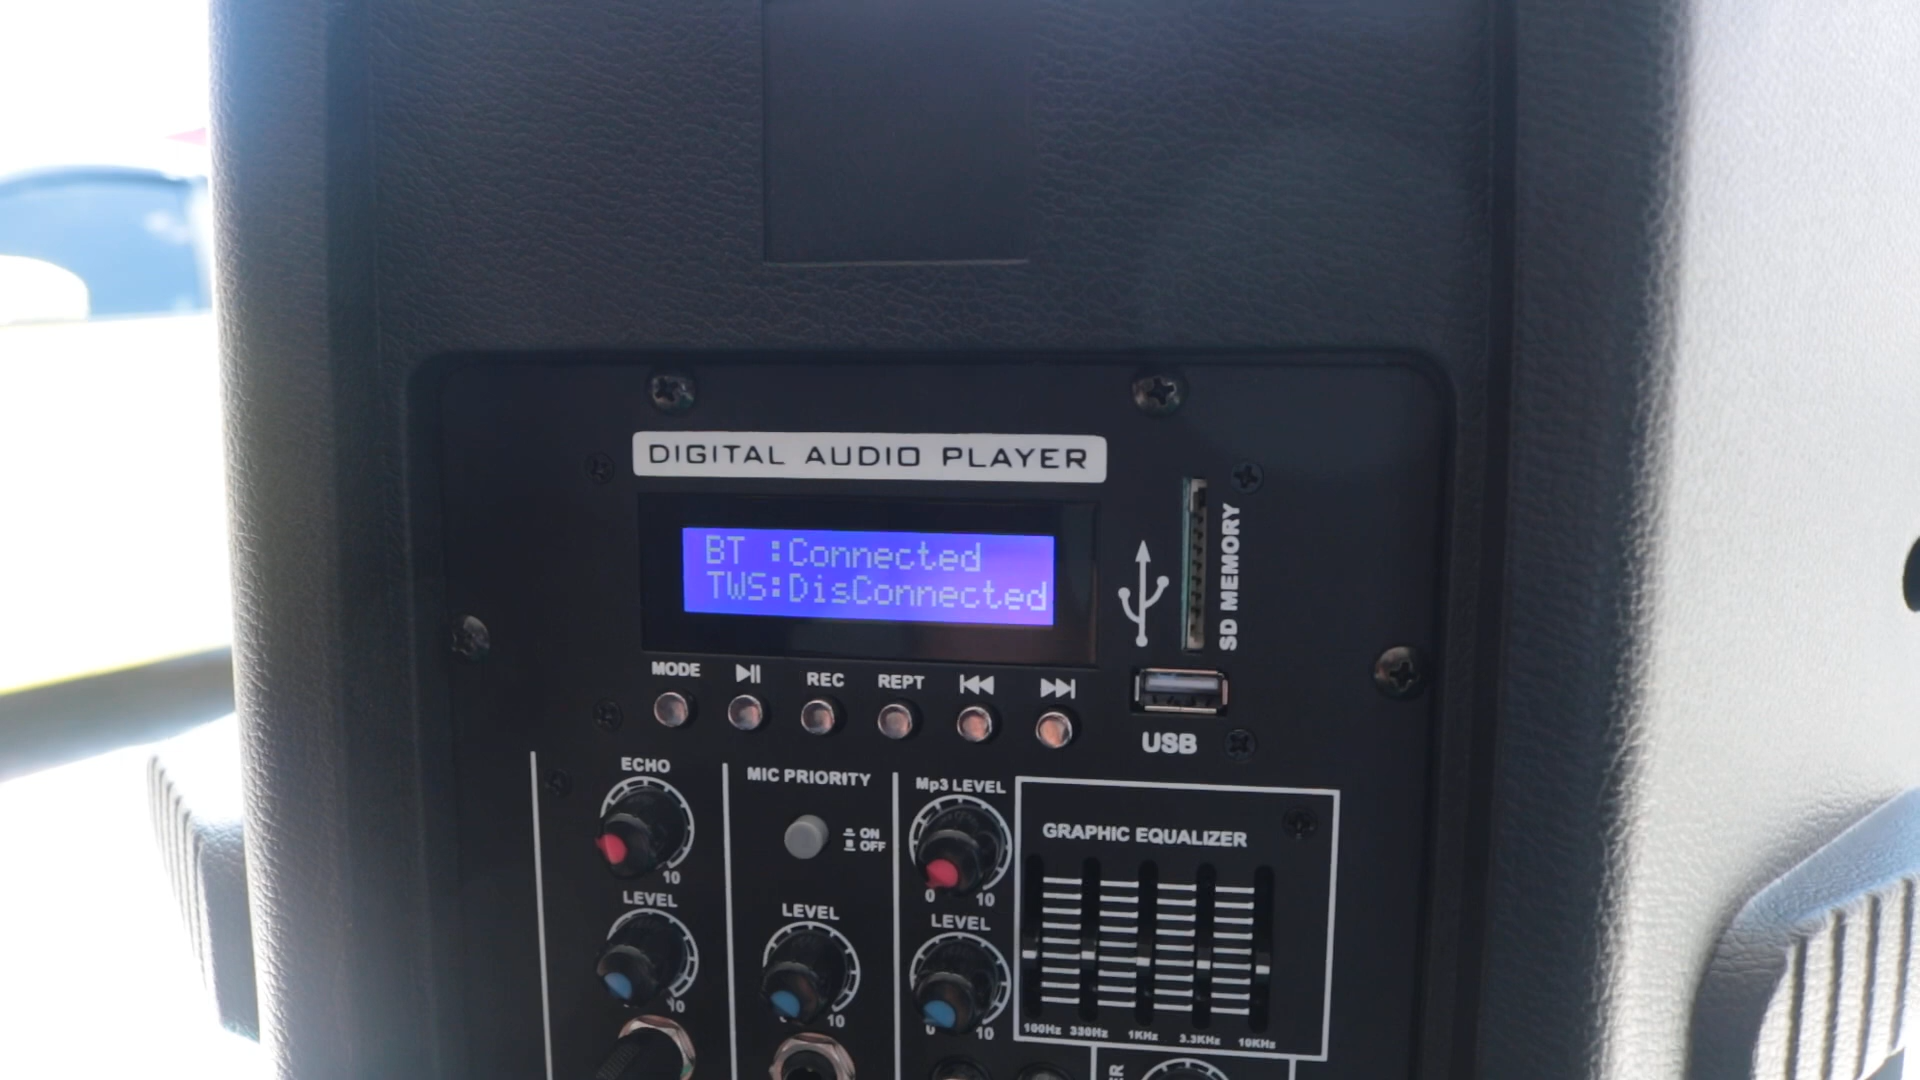 DIGITAL AUDIO PLAYER
BT :Connected
TWS:DisConnected
SD MEMORY
MODE REC REPT
USB
ECHO
10
LEVEL
10
MIC PRIORITY
ON
OFF
LEVEL
10
Mp3 LEVEL
0 10
LEVEL
0 10
GRAPHIC EQUALIZER
100Hz 330Hz 1KHz 3.3KHz 10KHz